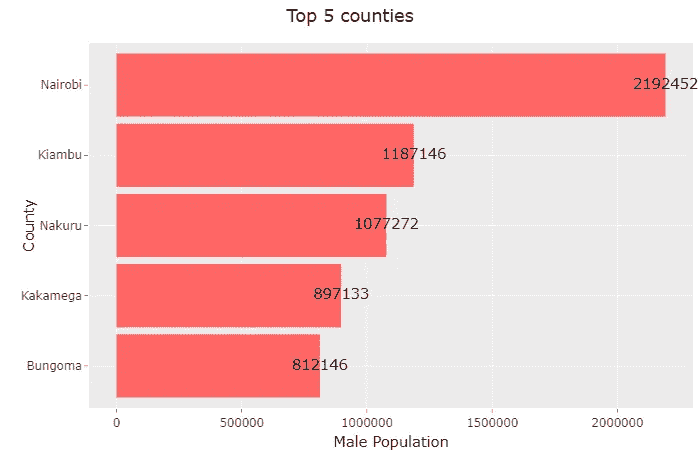 Top 5 counties
Nairobi 2192452
Kiambu 1187146
Nakuru 1077272
Kakamega 897133
Bungoma 812146
County
0 500000 1000000 1500000 2000000
Male Population